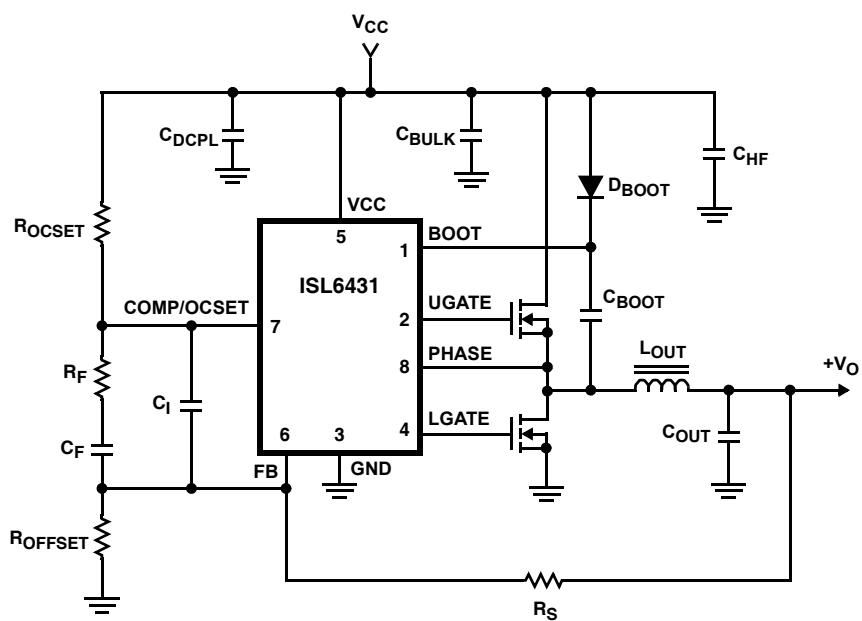 VCC
CDCPL
CBULK
CHF
DBOOT
ROCSET
VCC
5
BOOT
1
ISL6431
CBOOT
COMP/OCSET
7
UGATE
2
PHASE
8
LOUT
+VO
RF
CI
LGATE
4
COUT
CF
6
3
FB
GND
ROFFSET
RS